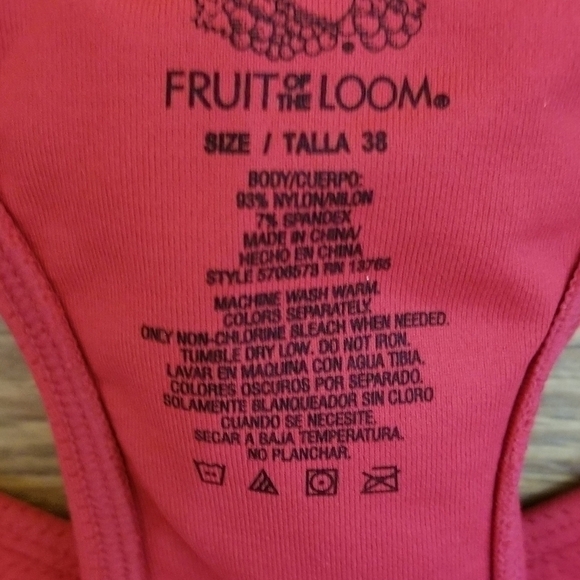 FRUIT OF THE LOOM®
SIZE / TALLA 38
BODY/CUERPO:
93% NYLON/NILON
7% SPANDEX
MADE IN CHINA/
HECHO EN CHINA
STYLE 5706573 RN 13765
MACHINE WASH WARM.
COLORS SEPARATELY.
ONLY NON-CHLORINE BLEACH WHEN NEEDED.
TUMBLE DRY LOW. DO NOT IRON.
LAVAR EN MAQUINA CON AGUA TIBIA.
COLORES OSCUROS POR SEPARADO.
SOLAMENTE BLANQUEADOR SIN CLORO
CUANDO SE NECESITE.
SECAR A BAJA TEMPERATURA.
NO PLANCHAR.